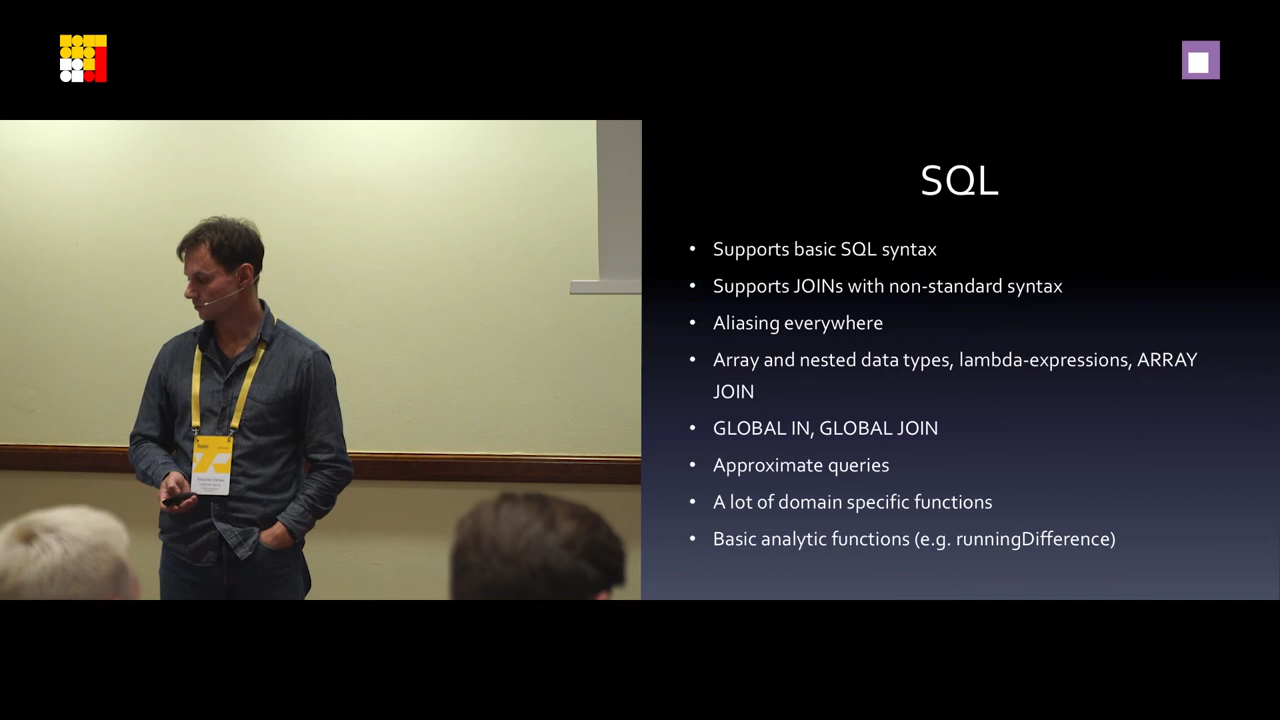 SQL
• Supports basic SQL syntax
• Supports JOINs with non-standard syntax
• Aliasing everywhere
• Array and nested data types, lambda-expressions, ARRAY
JOIN
• GLOBAL IN, GLOBAL JOIN
• Approximate queries
• A lot of domain specific functions
• Basic analytic functions (e.g. runningDifference)